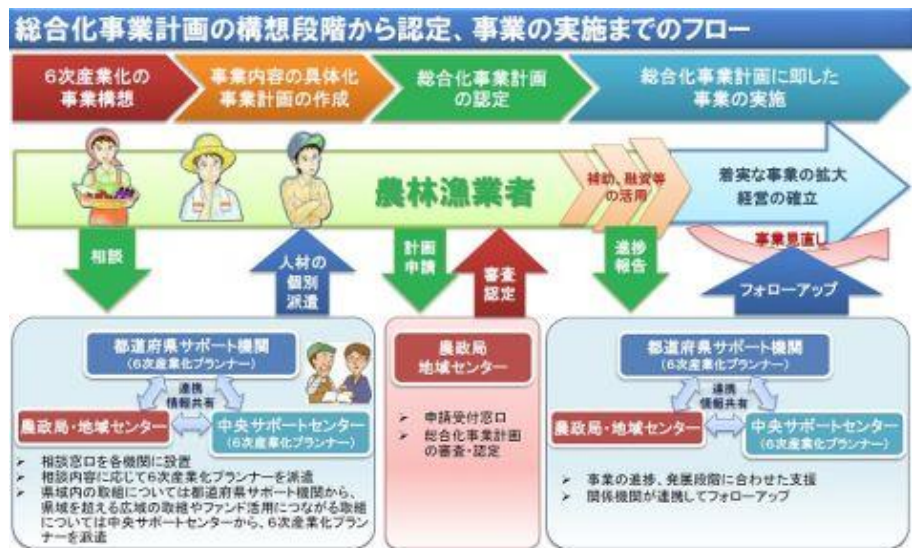 総合化事業計画の構想段階から認定、事業の実施までのフロー
6次産業化の
事業構想
事業内容の具体化
事業計画の作成
総合化事業計画
の認定
総合化事業計画に即した
事業の実施
農林漁業者
補助、融資等
の活用
着実な事業の拡大
経営の確立
事業見直し
相談
人材の
個別
派遣
計画
申請
審査
認定
進捗
報告
フォローアップ
都道府県サポート機関
(6次産業化プランナー)
連携
情報共有
農政局・地域センター
中央サポートセンター
(6次産業化プランナー)
➢ 相談窓口を各機関に設置
➢ 相談内容に応じて6次産業化プランナーを派遣
➢ 県域内の取組については都道府県サポート機関から、
県域を超える広域の取組やファンド活用につながる取組
については中央サポートセンターから、6次産業化プラン
ナーを派遣
農政局
地域センター
➢ 申請受付窓口
➢ 総合化事業計画
の審査・認定
都道府県サポート機関
(6次産業化プランナー)
連携
情報共有
農政局・地域センター
中央サポートセンター
(6次産業化プランナー)
➢ 事業の進捗、発展段階に合わせた支援
➢ 関係機関が連携してフォローアップ